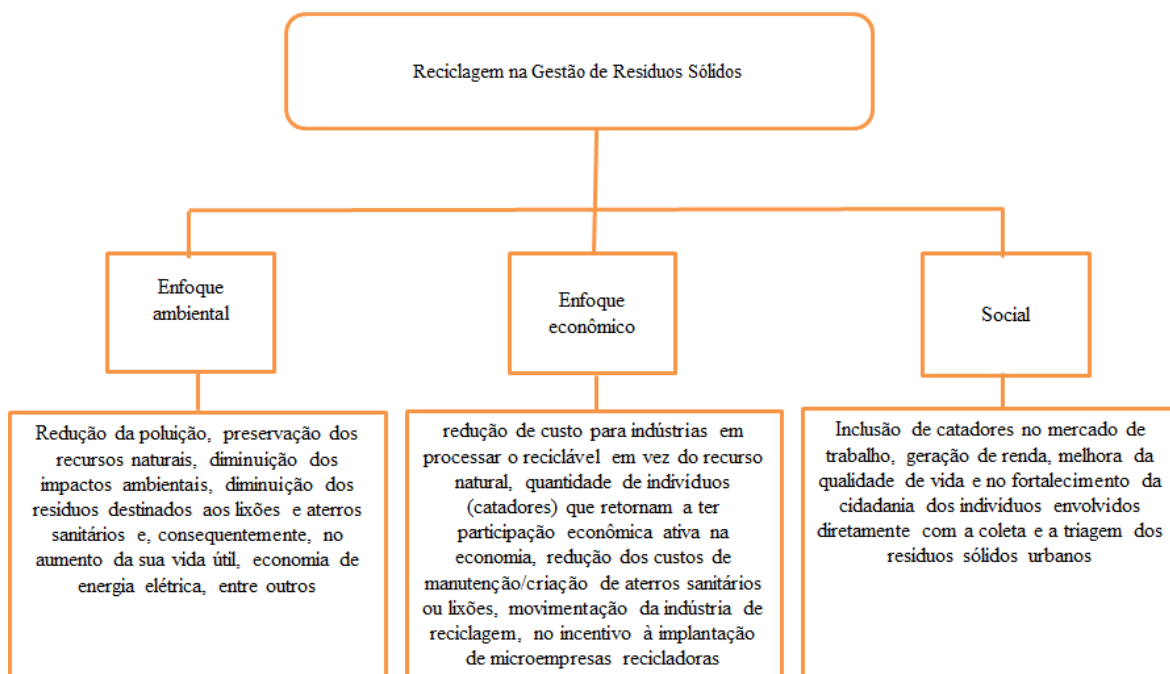 Reciclagem na Gestão de Resíduos Sólidos
Enfoque
ambiental
Enfoque
econômico
Social
Redução da poluição, preservação dos
recursos naturais, diminuição dos
impactos ambientais, diminuição dos
resíduos destinados aos lixões e aterros
sanitários e, consequentemente, no
aumento da sua vida útil, economia de
energia elétrica, entre outros
redução de custo para indústrias em
processar o reciclável em vez do recurso
natural, quantidade de indivíduos
(catadores) que retornam a ter
participação econômica ativa na
economia, redução dos custos de
manutenção/criação de aterros sanitários
ou lixões, movimentação da indústria de
reciclagem, no incentivo à implantação
de microempresas recicladoras
Inclusão de catadores no mercado de
trabalho, geração de renda, melhora da
qualidade de vida e no fortalecimento da
cidadania dos indivíduos envolvidos
diretamente com a coleta e a triagem dos
resíduos sólidos urbanos